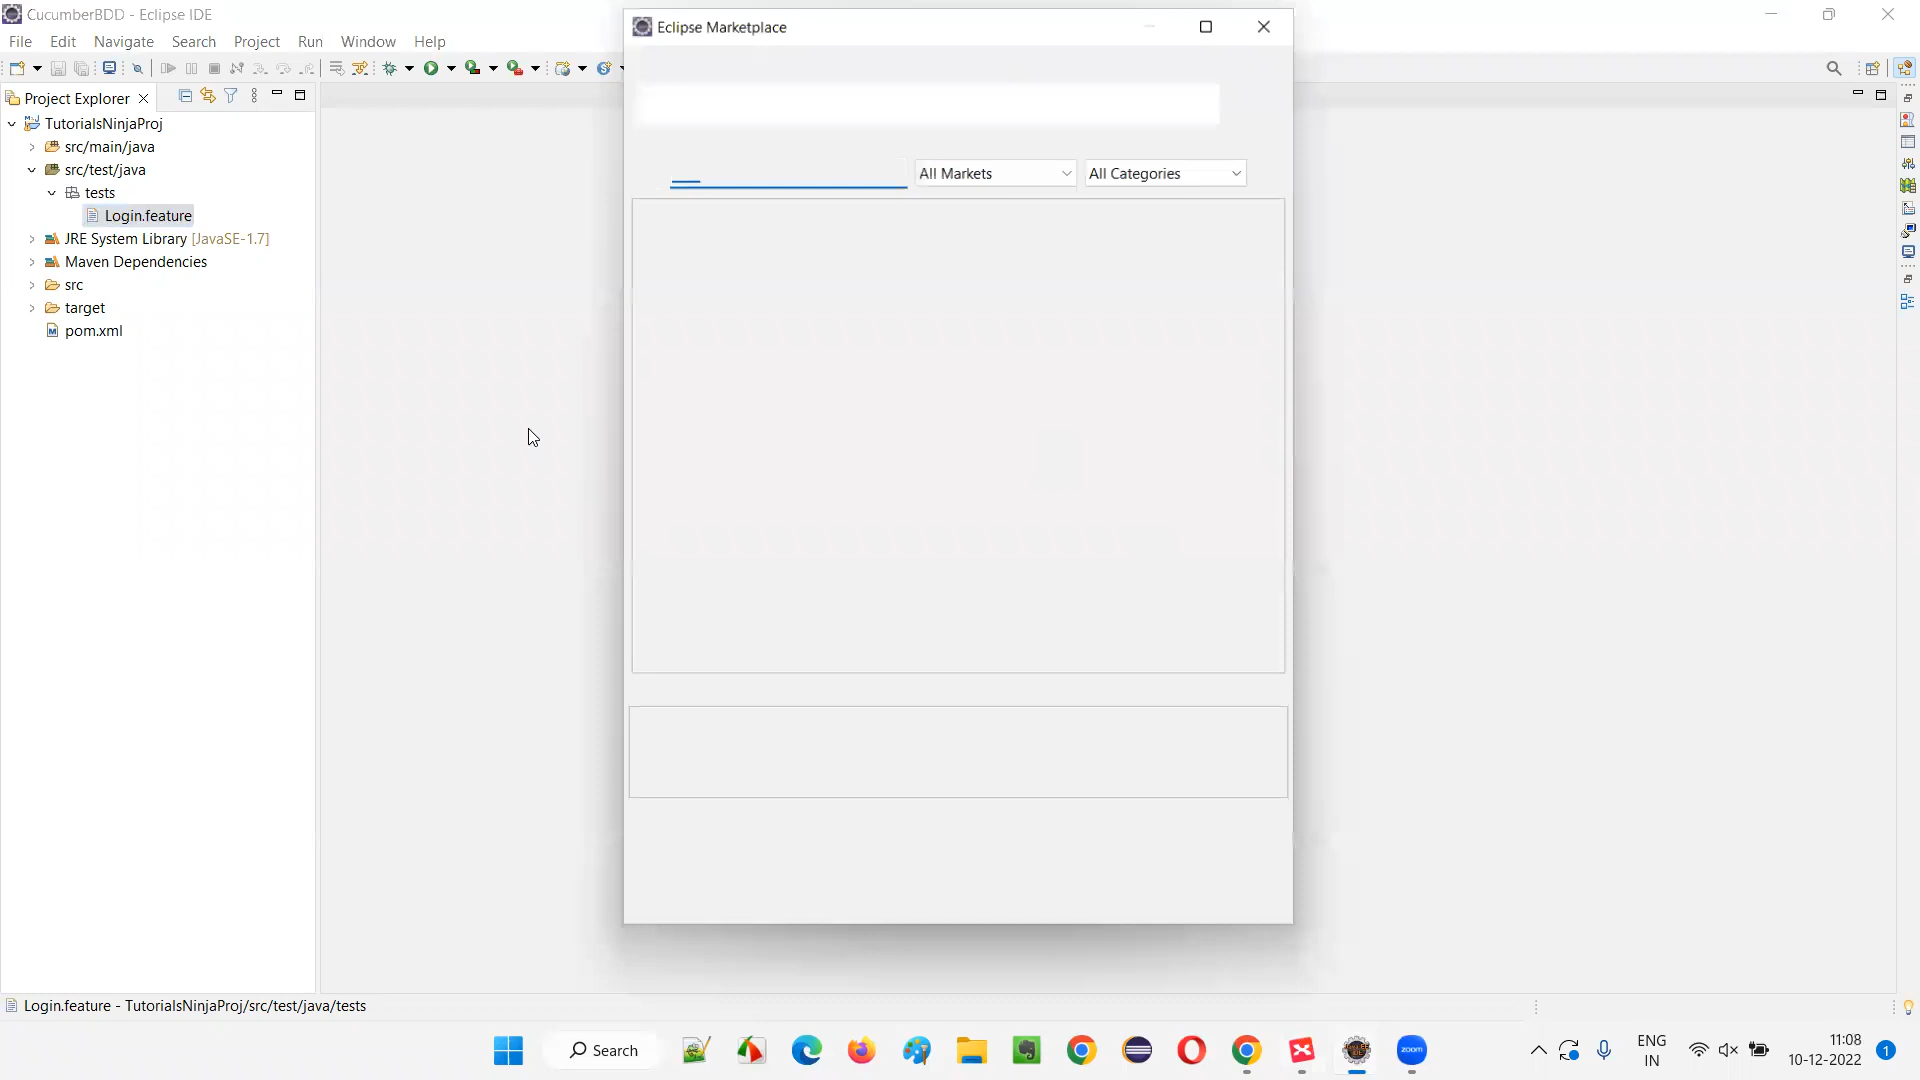 CucumberBDD - Eclipse IDE
File Edit Navigate Search Project Run Window Help
Project Explorer
TutorialsNinjaProj
src/main/java
src/test/java
tests
Login.feature
JRE System Library [JavaSE-1.7]
Maven Dependencies
src
target
pom.xml
Eclipse Marketplace
All Markets
All Categories
Login.feature - TutorialsNinjaProj/src/test/java/tests
Search
zoom
ENG
IN
11:08
10-12-2022
1